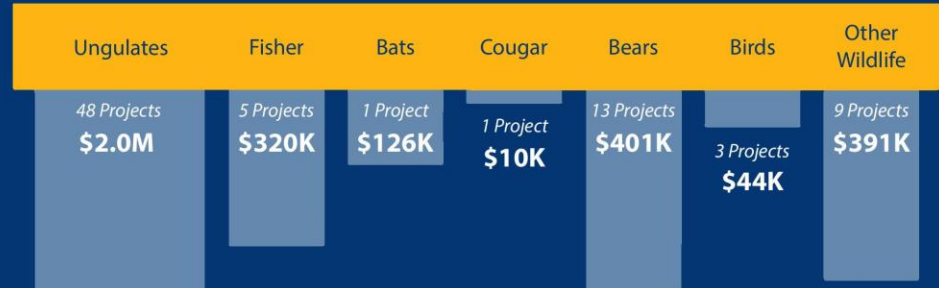 Ungulates
48 Projects
$2.0M
Fisher
5 Projects
$320K
Bats
1 Project
$126K
Cougar
1 Project
$10K
Bears
13 Projects
$401K
Birds
3 Projects
$44K
Other
Wildlife
9 Projects
$391K